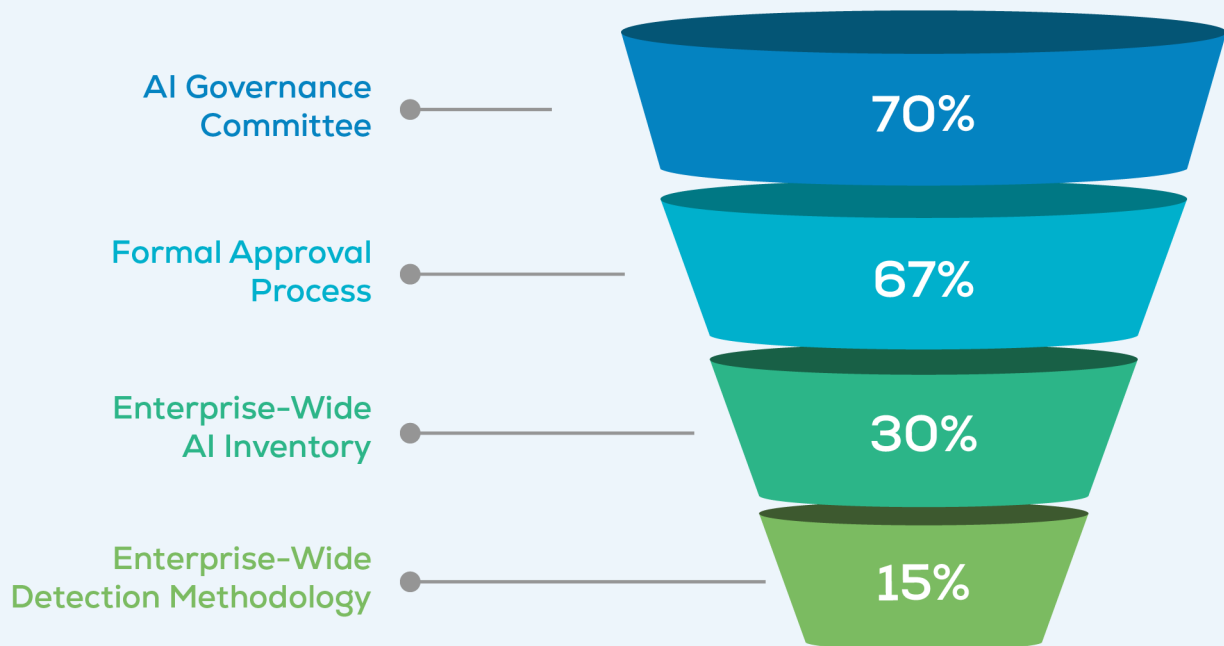 AI Governance
Committee
70%
Formal Approval
Process
67%
Enterprise-Wide
AI Inventory
30%
Enterprise-Wide
Detection Methodology
15%